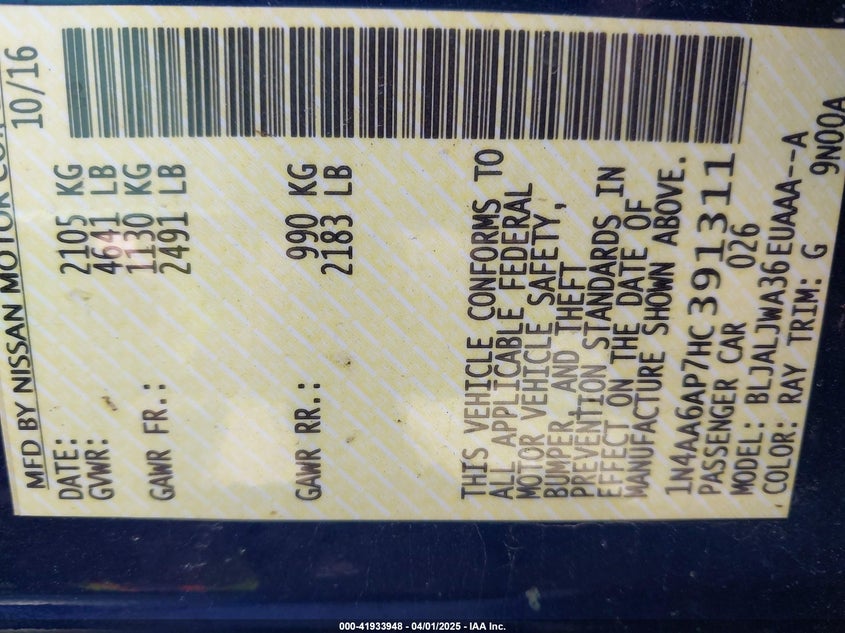 MFD BY NISSAN MOTOR CO.
DATE: 10/16
GVWR: 2105 KG
4641 LB
GAWR FR.: 1130 KG
2491 LB
GAWR RR.: 990 KG
2183 LB
THIS VEHICLE CONFORMS TO
ALL APPLICABLE FEDERAL
MOTOR VEHICLE SAFETY,
BUMPER, AND THEFT
PREVENTION STANDARDS IN
EFFECT ON THE DATE OF
MANUFACTURE SHOWN ABOVE.
1N4AA6AP7HC391311
PASSENGER CAR 026
MODEL: BLJALJWA36EUAAA--A
COLOR: RAY TRIM: G 9N00A
000-41933948 - 04/01/2025 - IAA Inc.